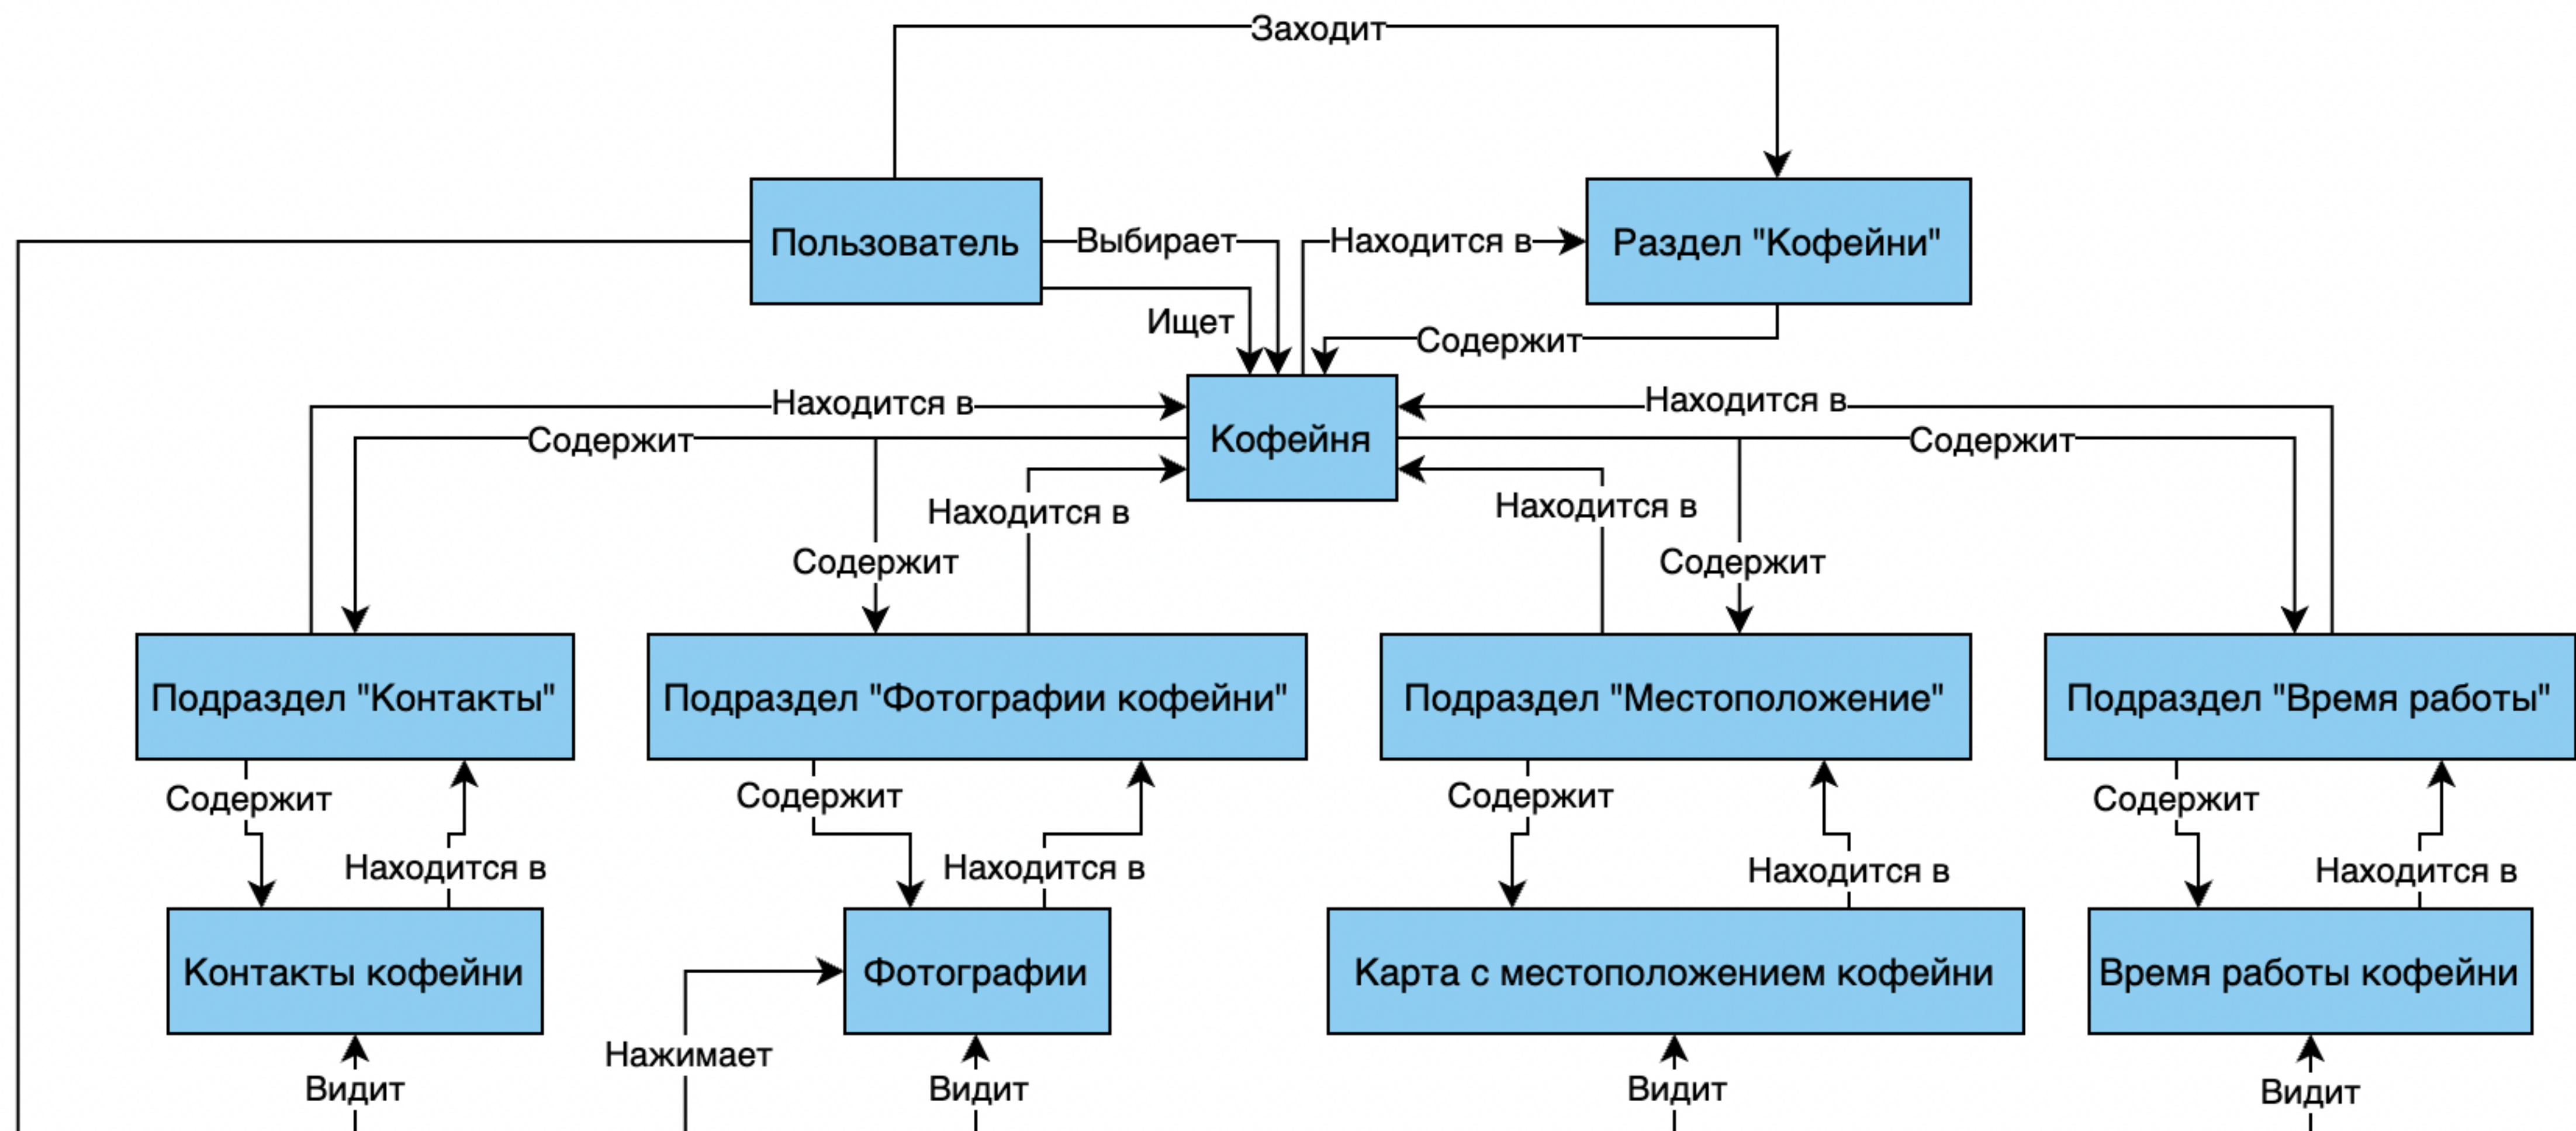 Заходит
Пользователь
Выбирает
Находится в
Раздел "Кофейни"
Ищет
Содержит
Находится в
Находится в
Содержит
Кофейня
Содержит
Находится в
Находится в
Содержит
Содержит
Подраздел "Контакты"
Подраздел "Фотографии кофейни"
Подраздел "Местоположение"
Подраздел "Время работы"
Содержит
Содержит
Содержит
Содержит
Находится в
Находится в
Находится в
Находится в
Контакты кофейни
Фотографии
Карта с местоположением кофейни
Время работы кофейни
Нажимает
Видит
Видит
Видит
Видит